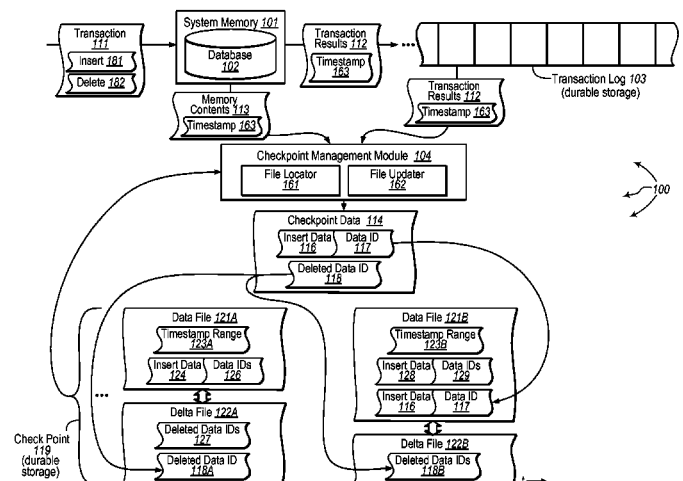 System Memory 101
Database
102
Transaction
111
Insert 181
Delete 182
Transaction
Results 112
Timestamp
163
...
Transaction Log 103
(durable storage)
Memory
Contents 113
Timestamp 163
Transaction
Results 112
Timestamp 163
Checkpoint Management Module 104
File Locator
161
File Updater
162
100
Checkpoint Data 114
Insert Data
116
Data ID
117
Deleted Data ID
118
Data File 121A
Timestamp Range
123A
Insert Data
124
Data IDs
126
Data File 121B
Timestamp Range
123B
Insert Data
128
Data IDs
129
Insert Data
116
Data ID
117
...
Check Point
119
(durable
storage)
Delta File 122A
Deleted Data IDs
127
Deleted Data ID
118A
Delta File 122B
Deleted Data IDs
118B